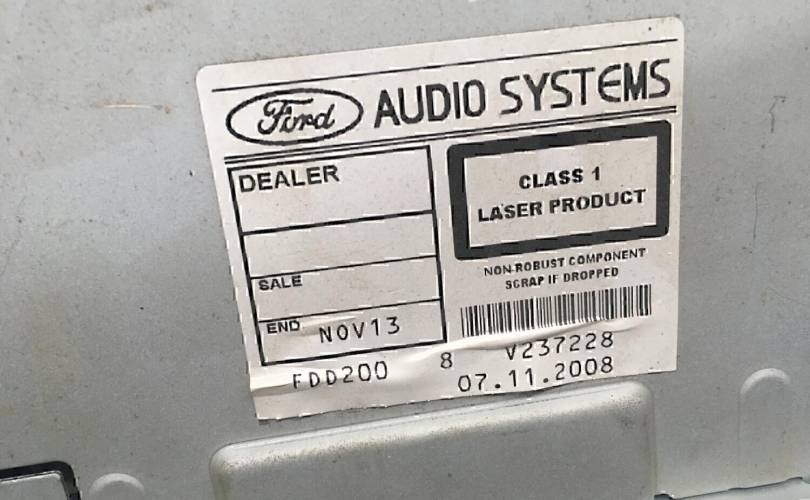 Ford AUDIO SYSTEMS
DEALER
SALE
END NOV13
CLASS 1
LASER PRODUCT
NON-ROBUST COMPONENT
SCRAP IF DROPPED
FDD200 8 V237228
07.11.2008